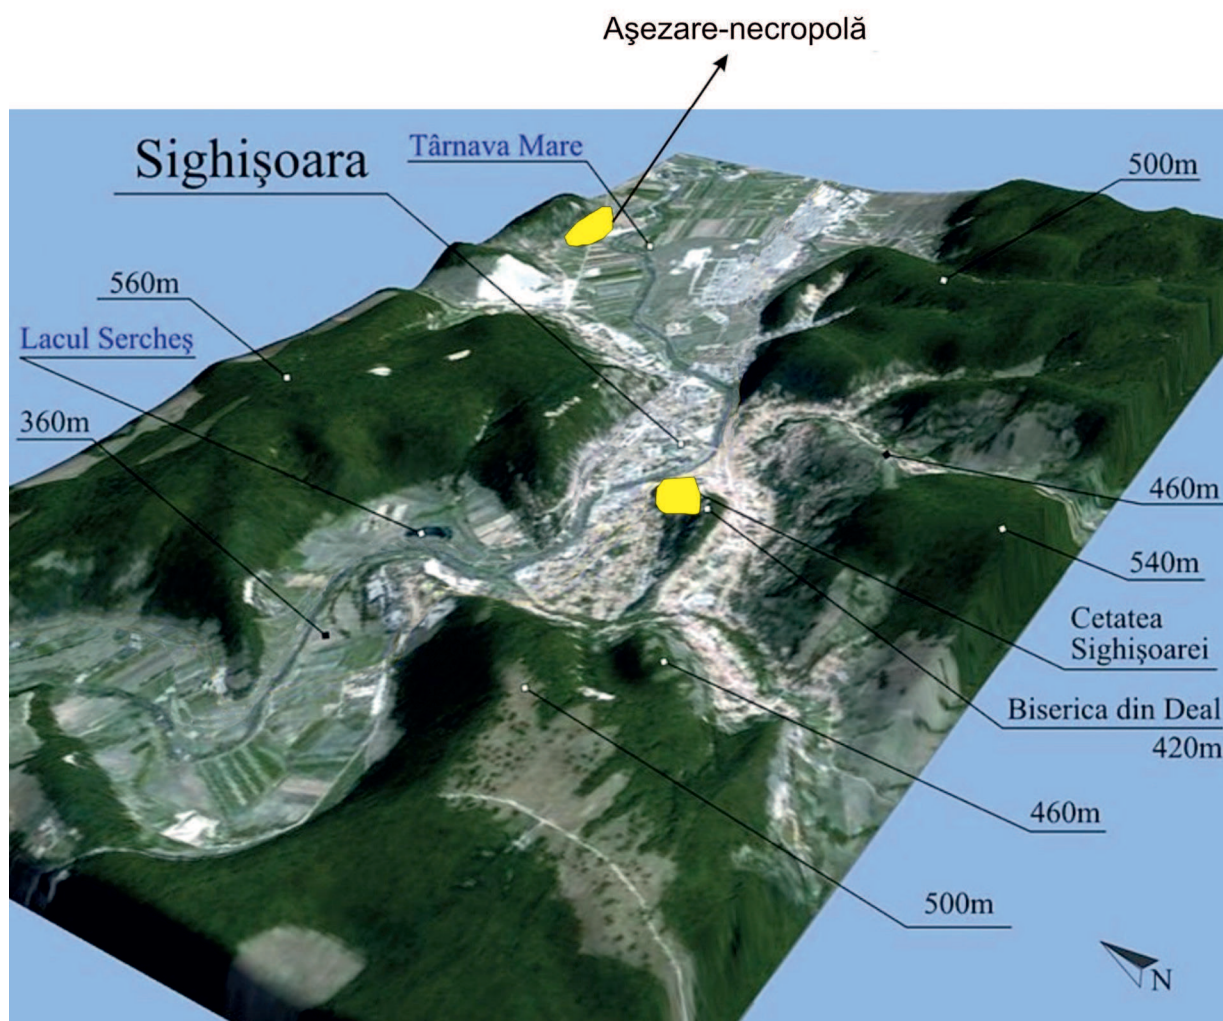 Aşezare-necropolă
Sighişoara
Târnava Mare
500m
560m
Lacul Sercheş
360m
460m
540m
Cetatea
Sighişoarei
Biserica din Deal
420m
460m
500m
N